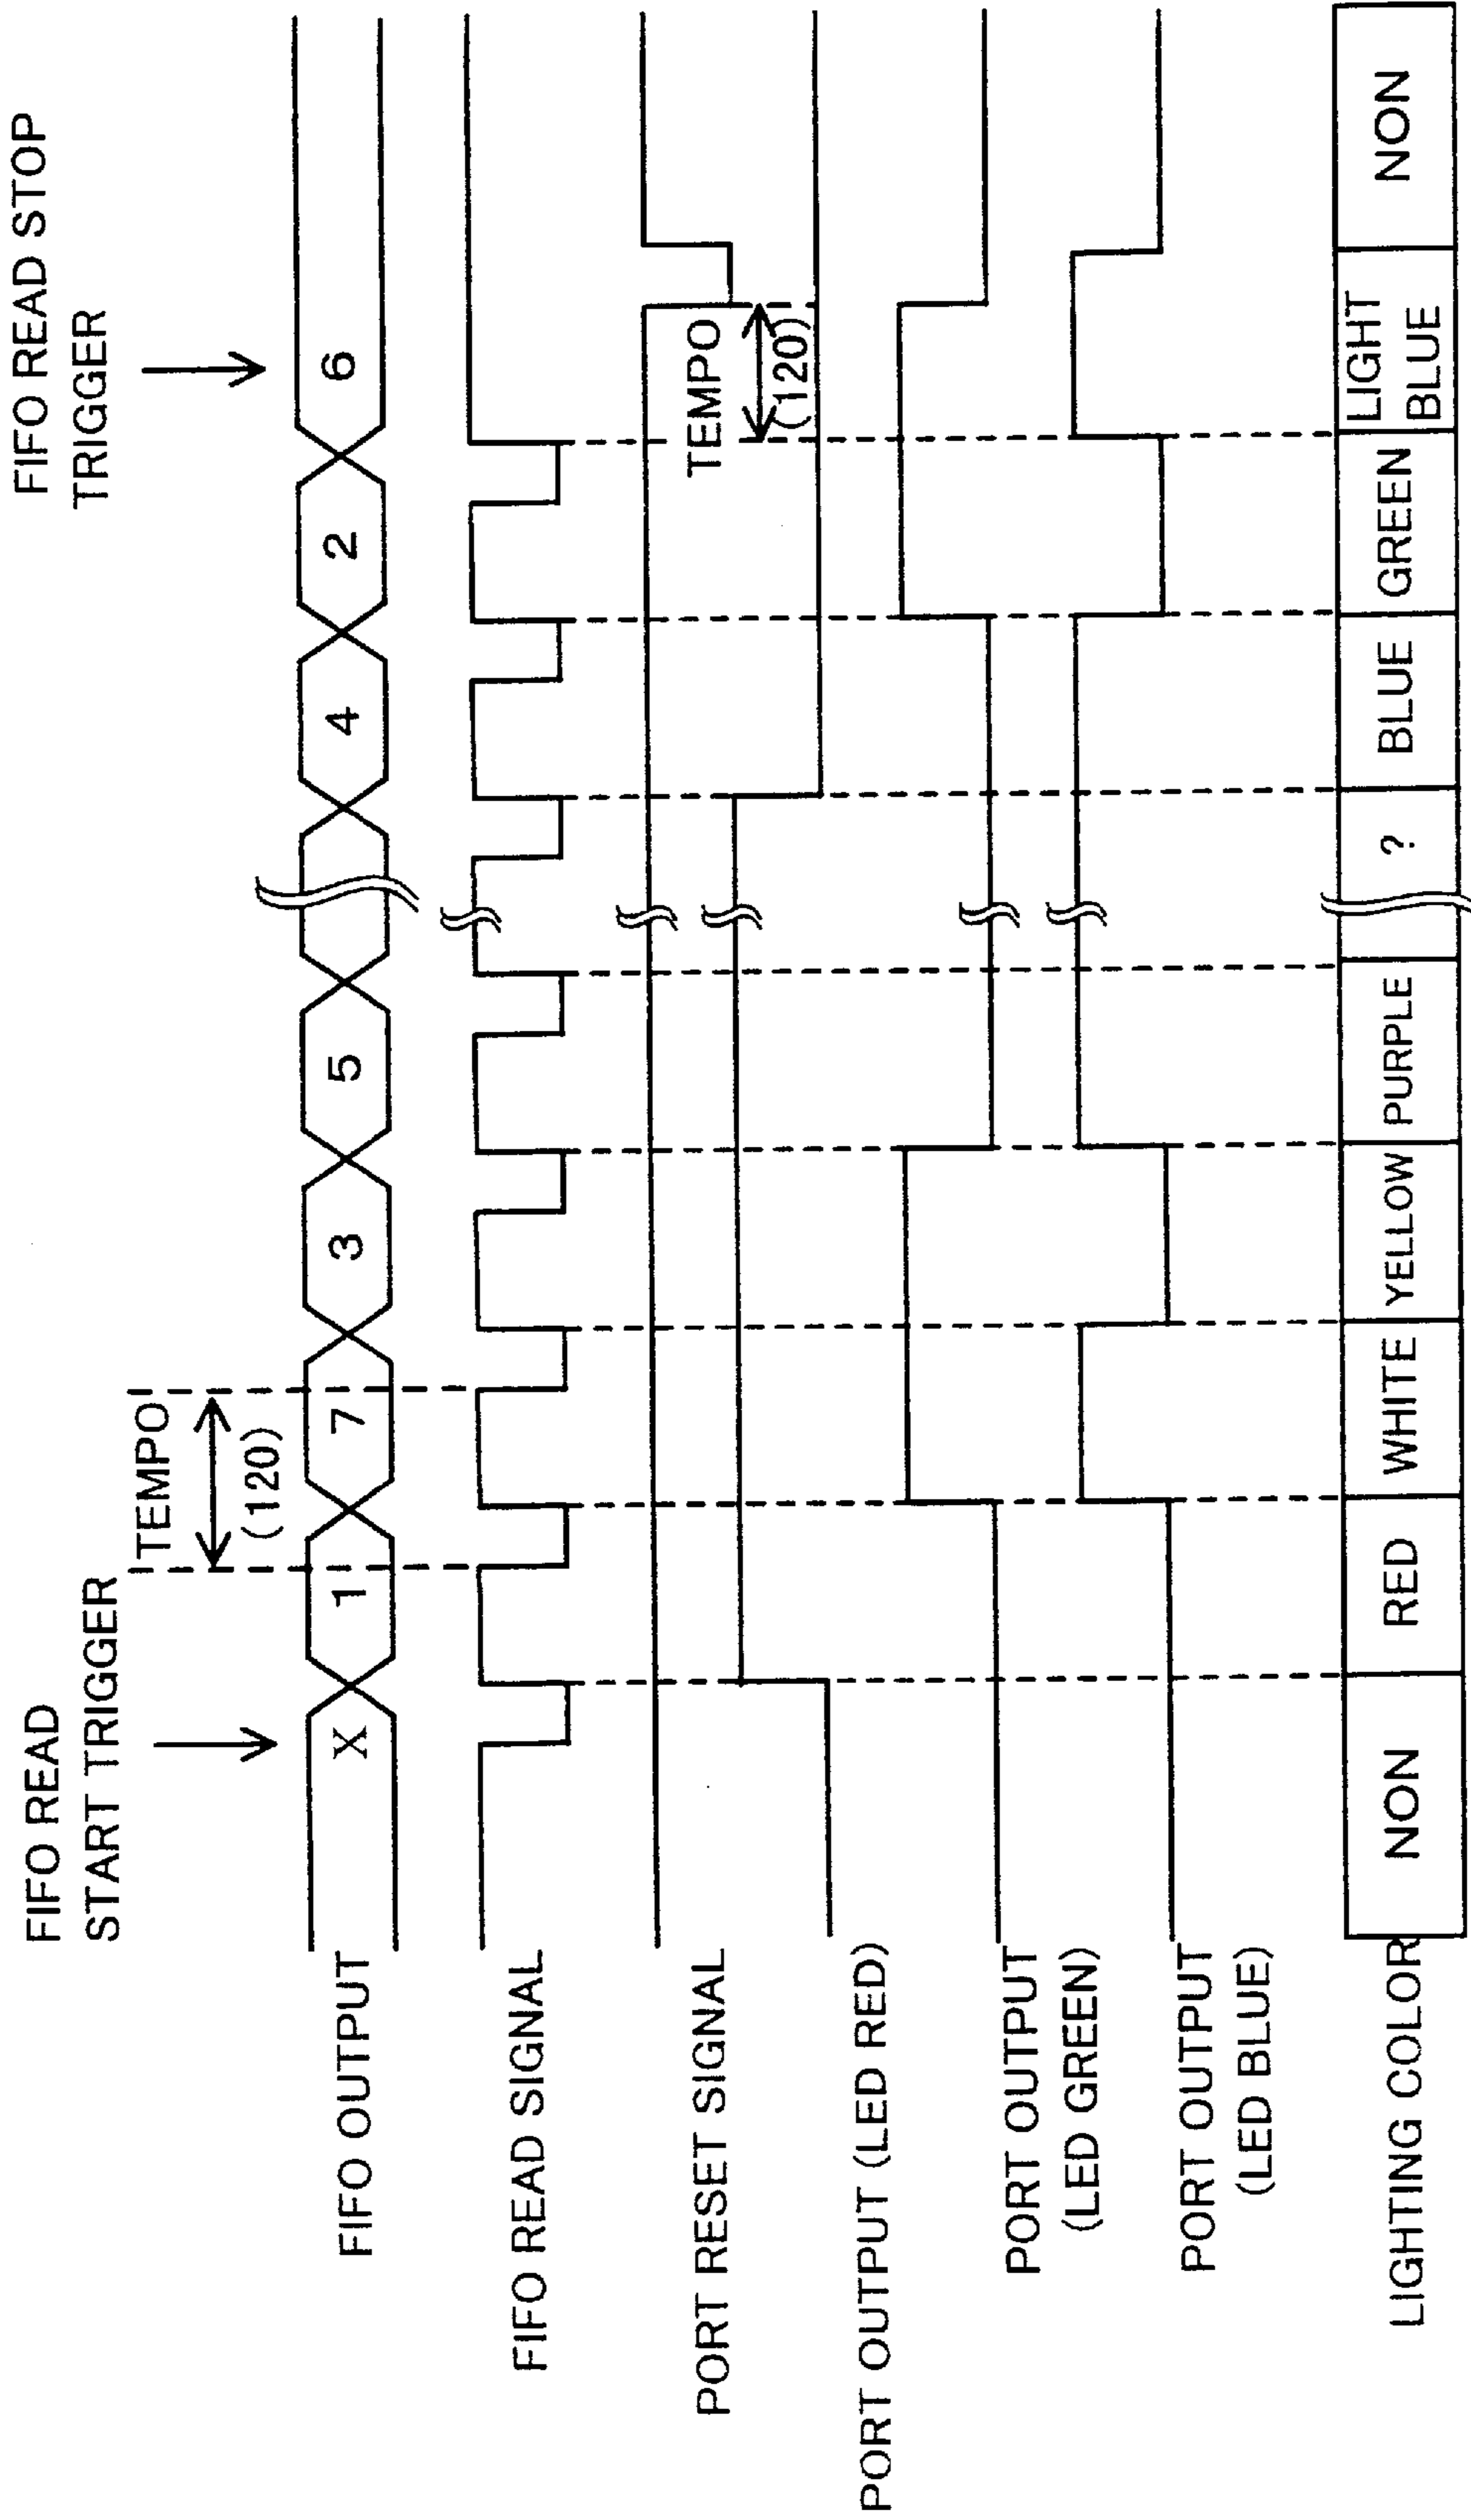 FIFO READ
START TRIGGER
FIFO READ STOP
TRIGGER
TEMPO
(120)
FIFO OUTPUT
X
1
7
3
5
4
2
6
FIFO READ SIGNAL
PORT RESET SIGNAL
TEMPO
(120)
PORT OUTPUT (LED RED)
PORT OUTPUT
(LED GREEN)
PORT OUTPUT
(LED BLUE)
LIGHTING COLOR
NON
RED
WHITE
YELLOW
PURPLE
?
BLUE
GREEN
LIGHT
BLUE
NON